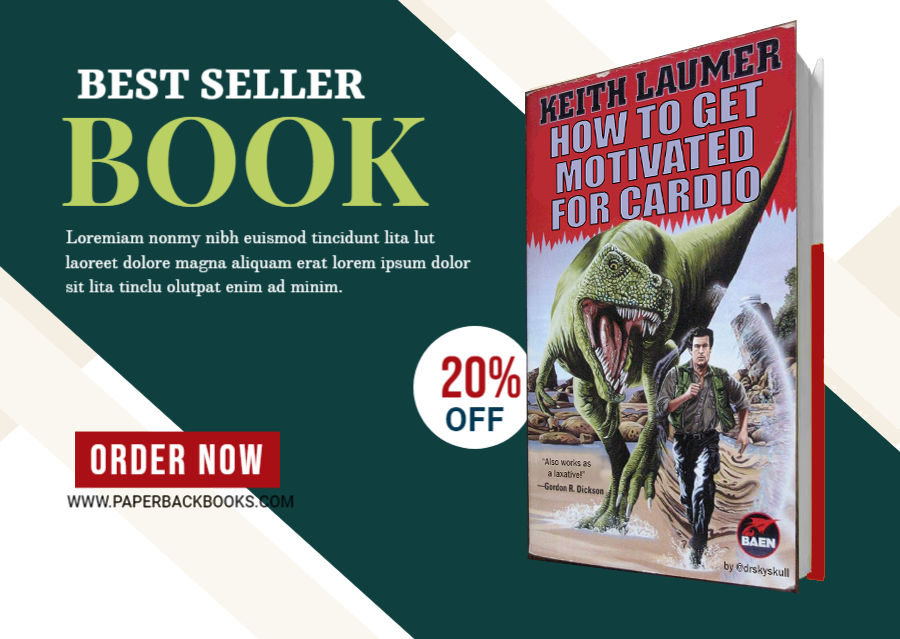 BEST SELLER
BOOK
Loremiam nonmy nibh euismod tincidunt lita lut
laoreet dolore magna aliquam erat lorem ipsum dolor
sit lita tinclu olutpat enim ad minim.
20%
OFF
ORDER NOW
WWW.PAPERBACKBOOKS.COM
KEITH LAUMER
HOW TO GET
MOTIVATED
FOR CARDIO
"Also works as
a laxative!"
—Gordon R. Dickson
BAEN
by @drskyskull